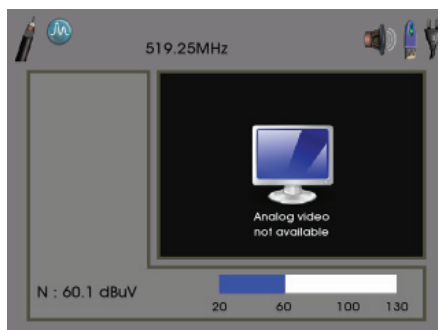 519.25MHz
Analog video
not available
N : 60.1 dBuV
20 60 100 130